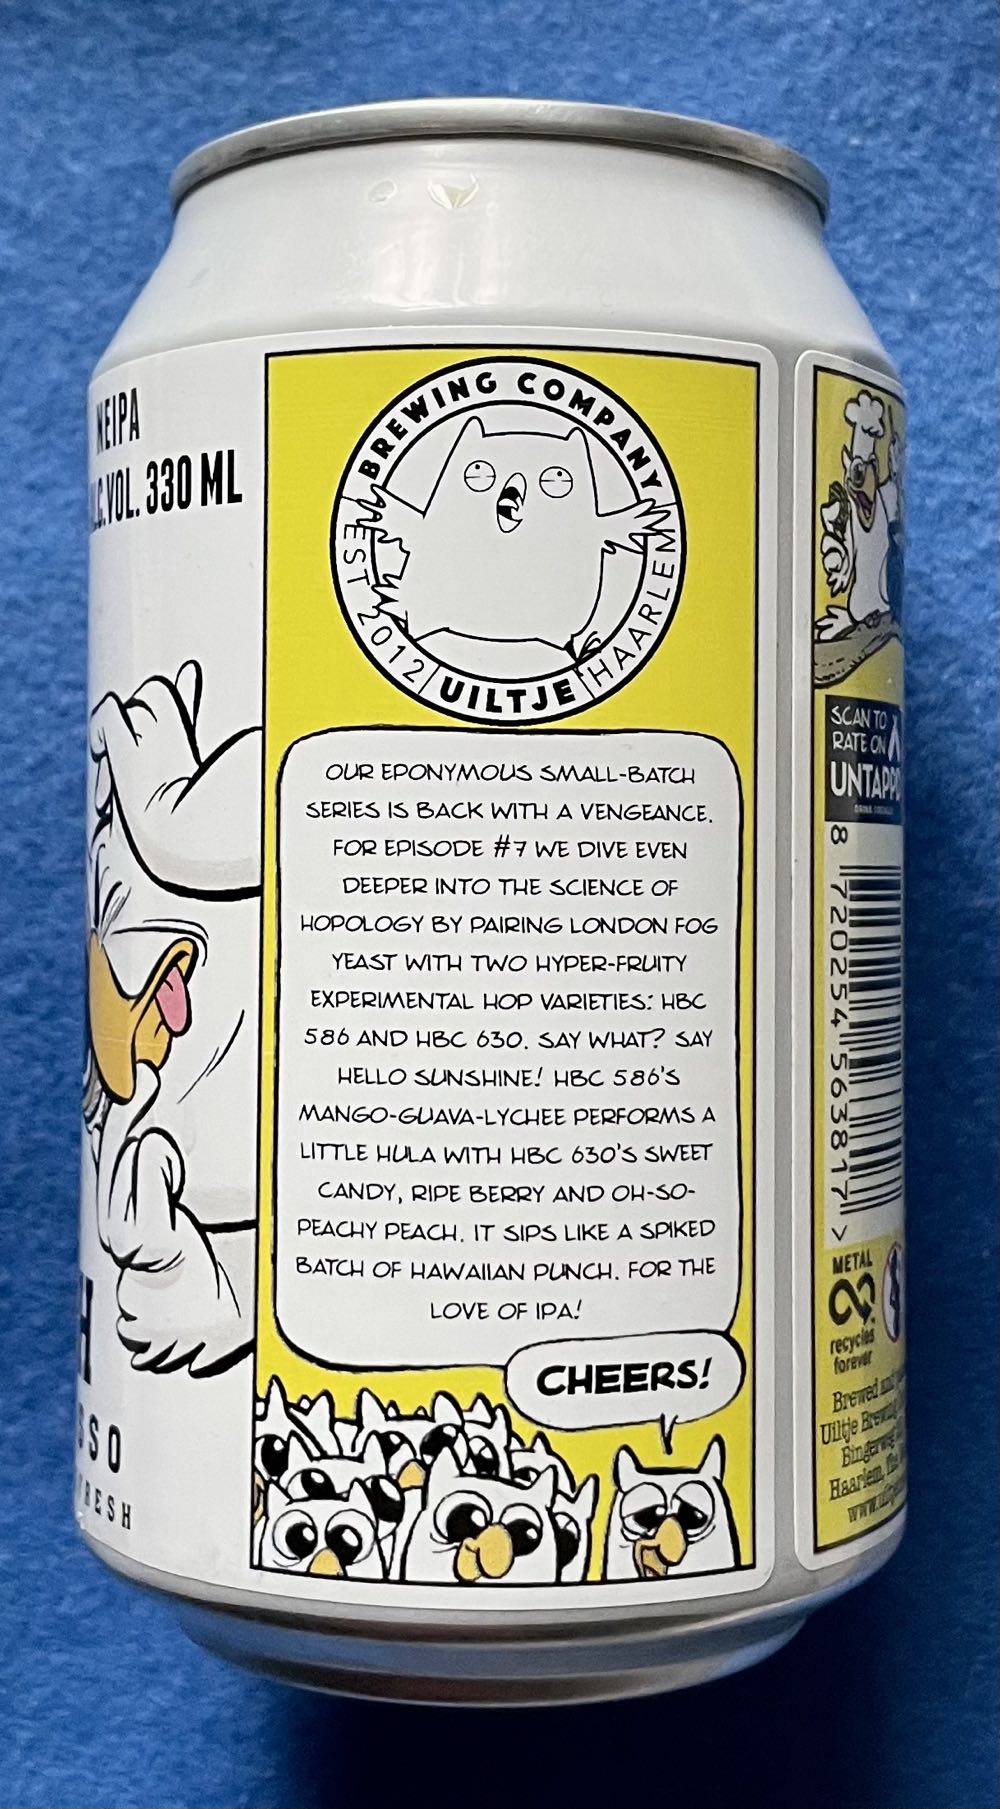 NEIPA
VOL. 330 ML
BREWING COMPANY
EST 2012
UILTJE
HAARLEM
OUR EPONYMOUS SMALL-BATCH
SERIES IS BACK WITH A VENGEANCE.
FOR EPISODE #7 WE DIVE EVEN
DEEPER INTO THE SCIENCE OF
HOPOLOGY BY PAIRING LONDON FOG
YEAST WITH TWO HYPER-FRUITY
EXPERIMENTAL HOP VARIETIES: HBC
586 AND HBC 630. SAY WHAT? SAY
HELLO SUNSHINE! HBC 586'S
MANGO-GUAVA-LYCHEE PERFORMS A
LITTLE HULA WITH HBC 630'S SWEET
CANDY, RIPE BERRY AND OH-SO-
PEACHY PEACH. IT SIPS LIKE A SPIKED
BATCH OF HAWAIIAN PUNCH. FOR THE
LOVE OF IPA!
CHEERS!
SCAN TO
RATE ON
UNTAPPD
8 720254 563817 >
METAL
recycles
forever
Brewed
Uiltje
Haarlem,